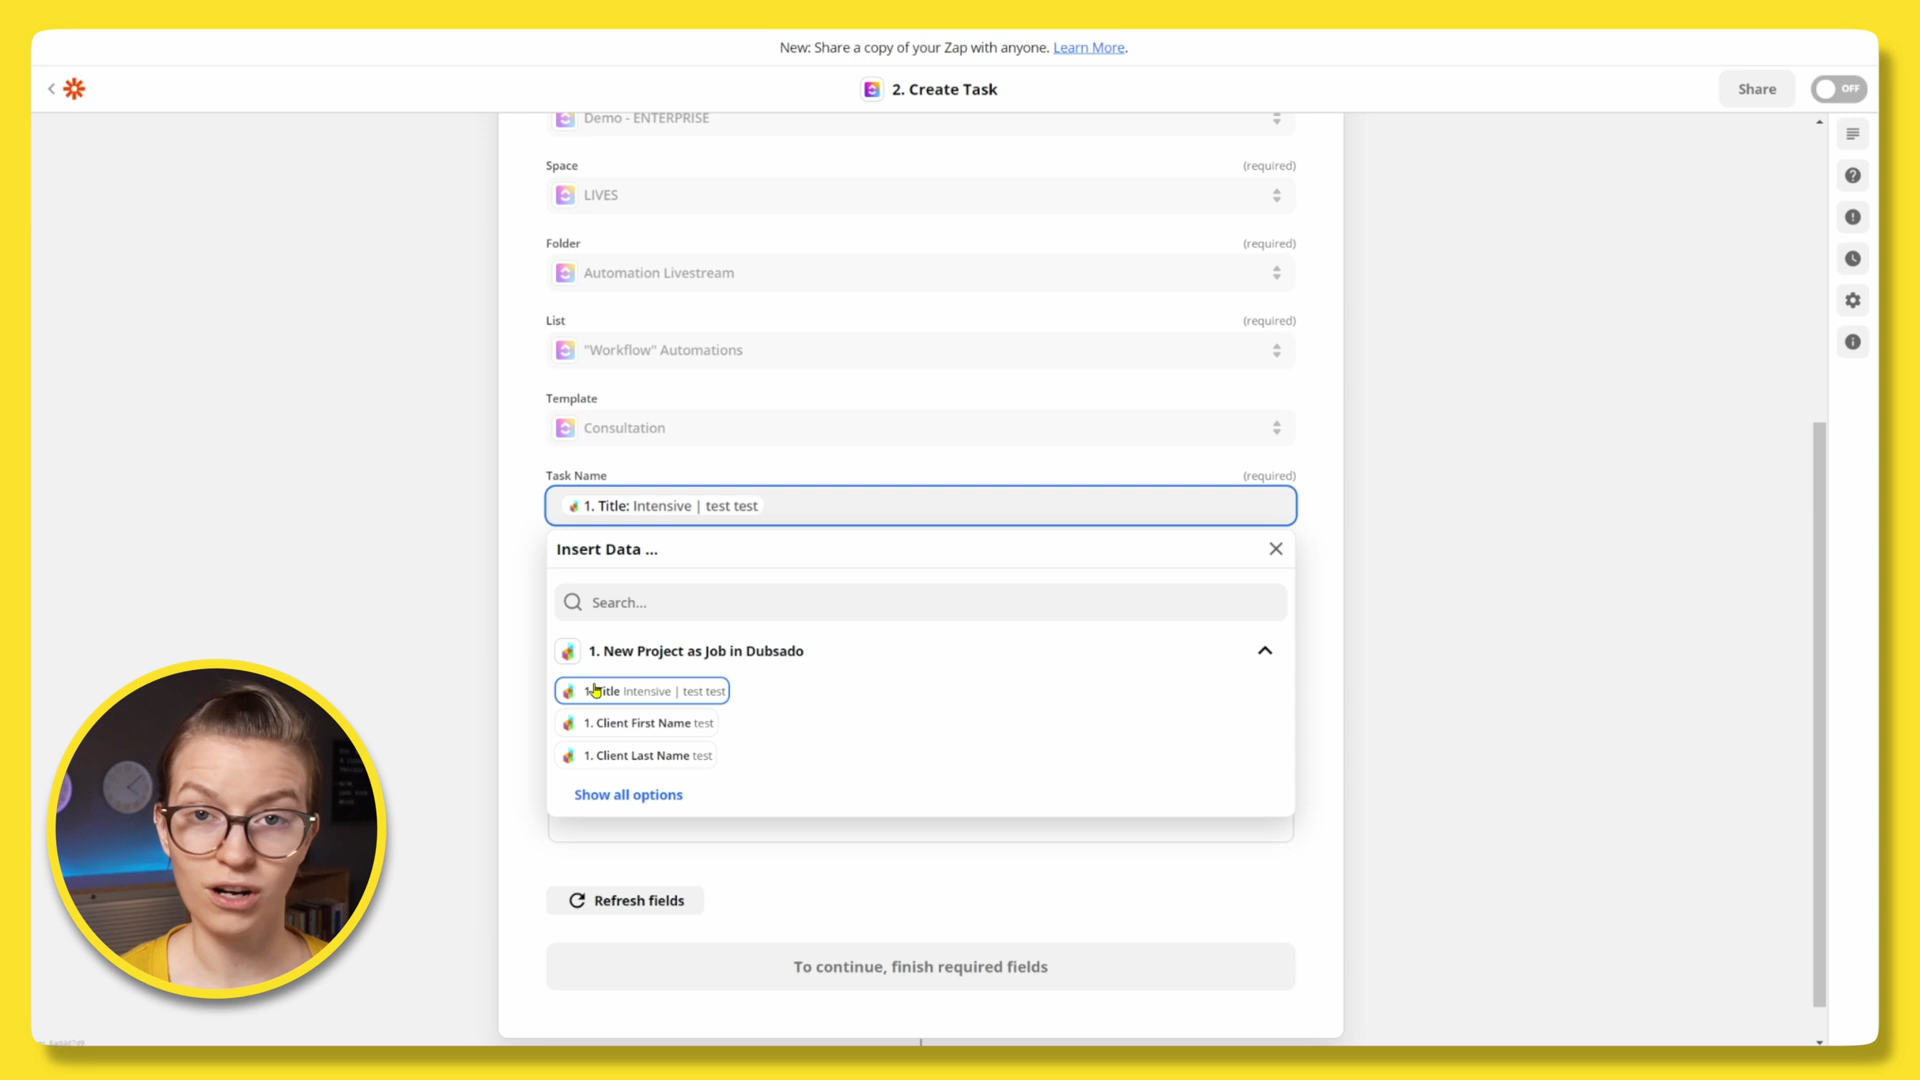 New: Share a copy of your Zap with anyone. Learn More.
2. Create Task
Share
OFF
Demo - ENTERPRISE
Space
(required)
LIVES
Folder
(required)
Automation Livestream
List
(required)
"Workflow" Automations
Template
Consultation
Task Name
(required)
1. Title: Intensive | test test
Insert Data ...
Search...
1. New Project as Job in Dubsado
Intensive | test test
1. Client First Name test
1. Client Last Name test
Show all options
Refresh fields
To continue, finish required fields